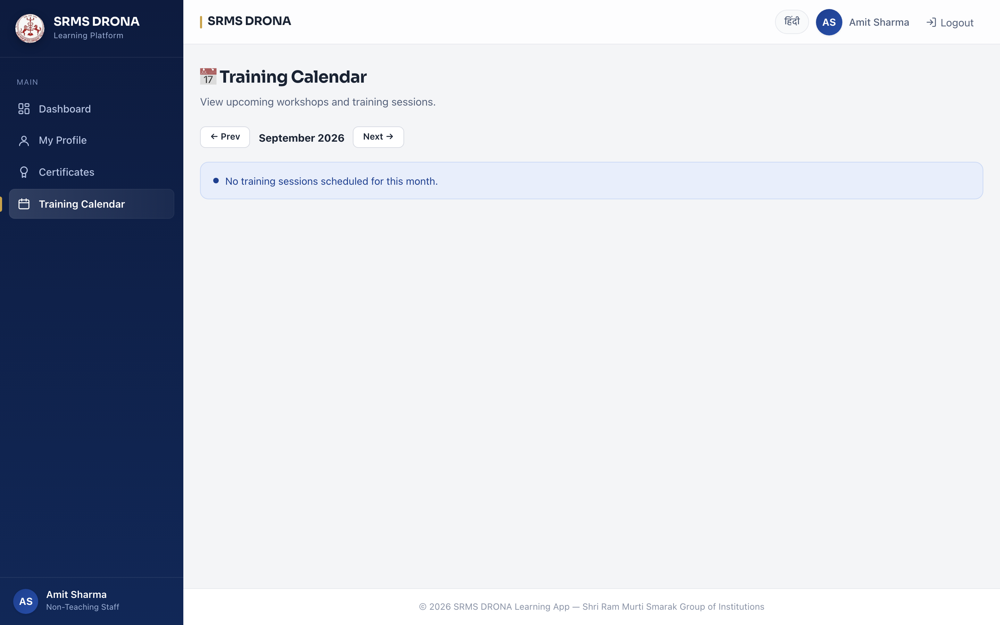 SRMS DRONA
Learning Platform
MAIN
Dashboard
My Profile
Certificates
Training Calendar
Amit Sharma
Non-Teaching Staff
AS
SRMS DRONA
हिंदी
AS
Amit Sharma
Logout
JUL
17
Training Calendar
View upcoming workshops and training sessions.
← Prev
September 2026
Next →
No training sessions scheduled for this month.
© 2026 SRMS DRONA Learning App — Shri Ram Murti Smarak Group of Institutions